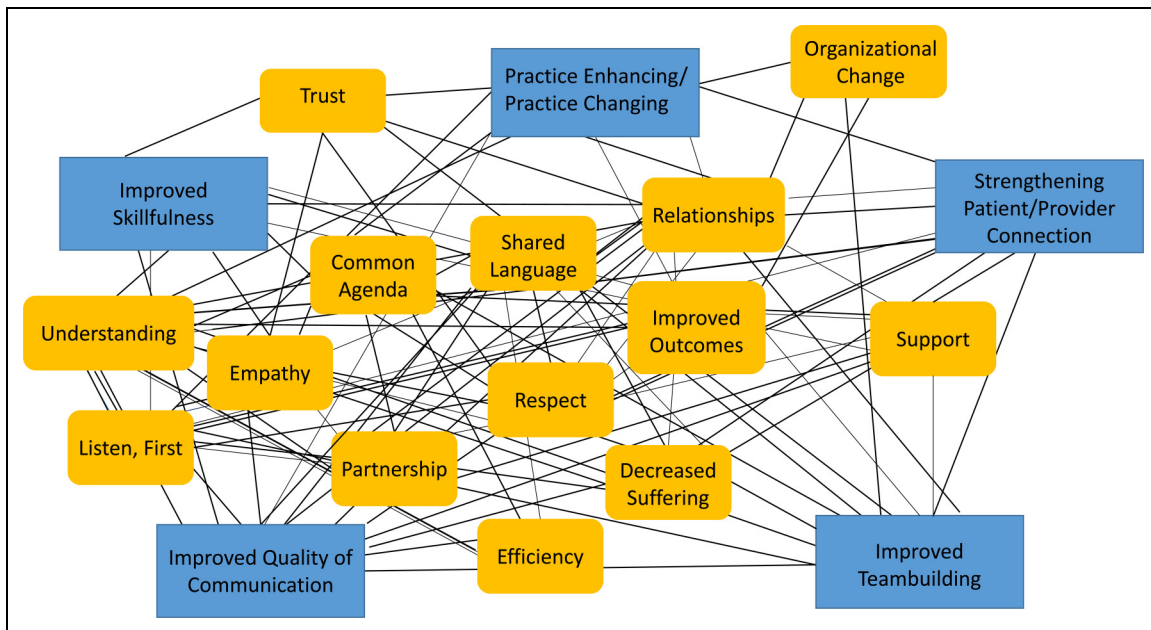 Organizational
Change
Practice Enhancing/
Practice Changing
Trust
Improved
Skillfulness
Strengthening
Patient/Provider
Connection
Relationships
Shared
Language
Common
Agenda
Understanding
Improved
Outcomes
Support
Empathy
Respect
Listen, First
Partnership
Decreased
Suffering
Improved Quality of
Communication
Efficiency
Improved
Teambuilding